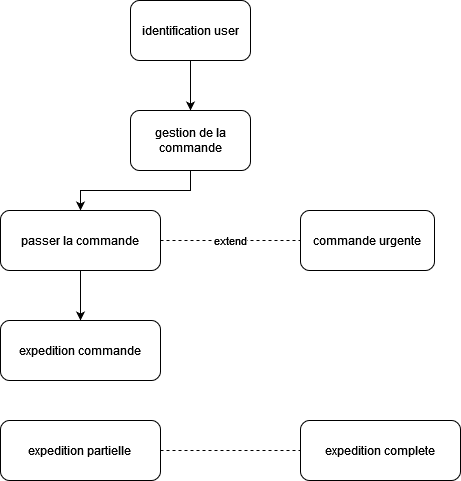 identification user
gestion de la
commande
passer la commande
extend
commande urgente
expedition commande
expedition partielle
expedition complete